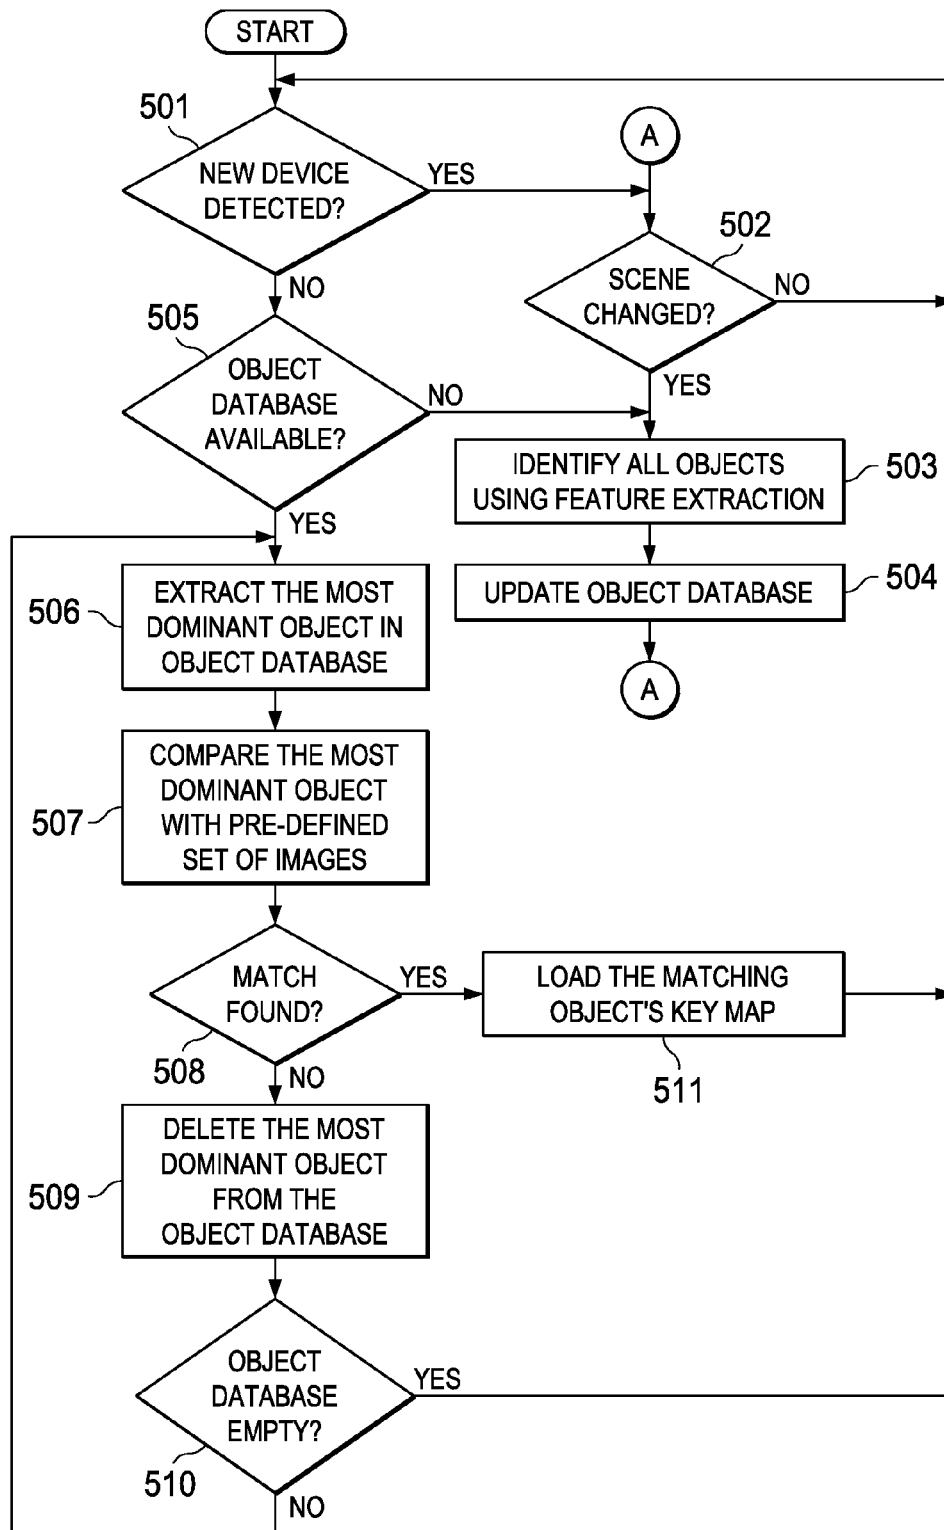 START
501
NEW DEVICE
DETECTED?
YES
NO
A
502
SCENE
CHANGED?
NO
YES
505
OBJECT
DATABASE
AVAILABLE?
NO
YES
IDENTIFY ALL OBJECTS
USING FEATURE EXTRACTION
503
UPDATE OBJECT DATABASE
504
A
506
EXTRACT THE MOST
DOMINANT OBJECT IN
OBJECT DATABASE
507
COMPARE THE MOST
DOMINANT OBJECT
WITH PRE-DEFINED
SET OF IMAGES
MATCH
FOUND?
508
YES
NO
LOAD THE MATCHING
OBJECT'S KEY MAP
511
509
DELETE THE MOST
DOMINANT OBJECT
FROM THE
OBJECT DATABASE
OBJECT
DATABASE
EMPTY?
510
YES
NO